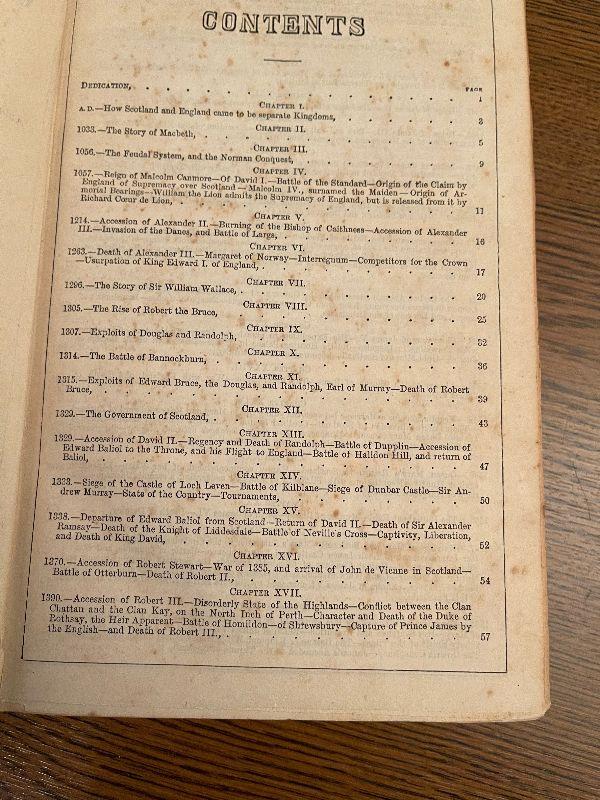 CONTENTS
PAGE
DEDICATION, 1
CHAPTER I.
A.D.—How Scotland and England came to be separate Kingdoms, 3
CHAPTER II.
1033.—The Story of Macbeth, 5
CHAPTER III.
1056.—The Feudal System, and the Norman Conquest, 9
CHAPTER IV.
1057.—Reign of Malcolm Canmore—Of David I.—Battle of the Standard—Origin of the Claim by
England of Supremacy over Scotland—Malcolm IV., surnamed the Maiden—Origin of Ar-
morial Bearings—William the Lion admits the Supremacy of England, but is released from it by
Richard Cœur de Lion, 11
CHAPTER V.
1214.—Accession of Alexander II.—Burning of the Bishop of Caithness—Accession of Alexander
III.—Invasion of the Danes, and Battle of Largs, 16
CHAPTER VI.
1263.—Death of Alexander III.—Margaret of Norway—Interregnum—Competitors for the Crown
—Usurpation of King Edward I. of England, 17
CHAPTER VII.
1296.—The Story of Sir William Wallace, 20
CHAPTER VIII.
1305.—The Rise of Robert the Bruce, 25
CHAPTER IX.
1307.—Exploits of Douglas and Randolph, 32
CHAPTER X.
1314.—The Battle of Bannockburn, 36
CHAPTER XI.
1315.—Exploits of Edward Bruce, the Douglas, and Randolph, Earl of Murray—Death of Robert
Bruce, 39
CHAPTER XII.
1329.—The Government of Scotland, 43
CHAPTER XIII.
1329.—Accession of David II.—Regency and Death of Randolph—Battle of Dupplin—Accession of
Edward Baliol to the Throne, and his Flight to England—Battle of Halidon Hill, and return of
Baliol, 47
CHAPTER XIV.
1333.—Siege of the Castle of Loch Leven—Battle of Kilblane—Siege of Dunbar Castle—Sir An-
drew Murray—State of the Country—Tournaments, 50
CHAPTER XV.
1338.—Departure of Edward Baliol from Scotland—Return of David II.—Death of Sir Alexander
Ramsay—Death of the Knight of Liddesdale—Battle of Neville's Cross—Captivity, Liberation,
and Death of King David, 52
CHAPTER XVI.
1370.—Accession of Robert Stewart—War of 1385, and arrival of John de Vienne in Scotland—
Battle of Otterburn—Death of Robert II., 54
CHAPTER XVII.
1390.—Accession of Robert III.—Disorderly State of the Highlands—Conflict between the Clan
Chattan and the Clan Kay, on the North Inch of Perth—Character and Death of the Duke of
Rothsay, the Heir Apparent—Battle of Homildon—of Shrewsbury—Capture of Prince James by
the English—and Death of Robert III., 57